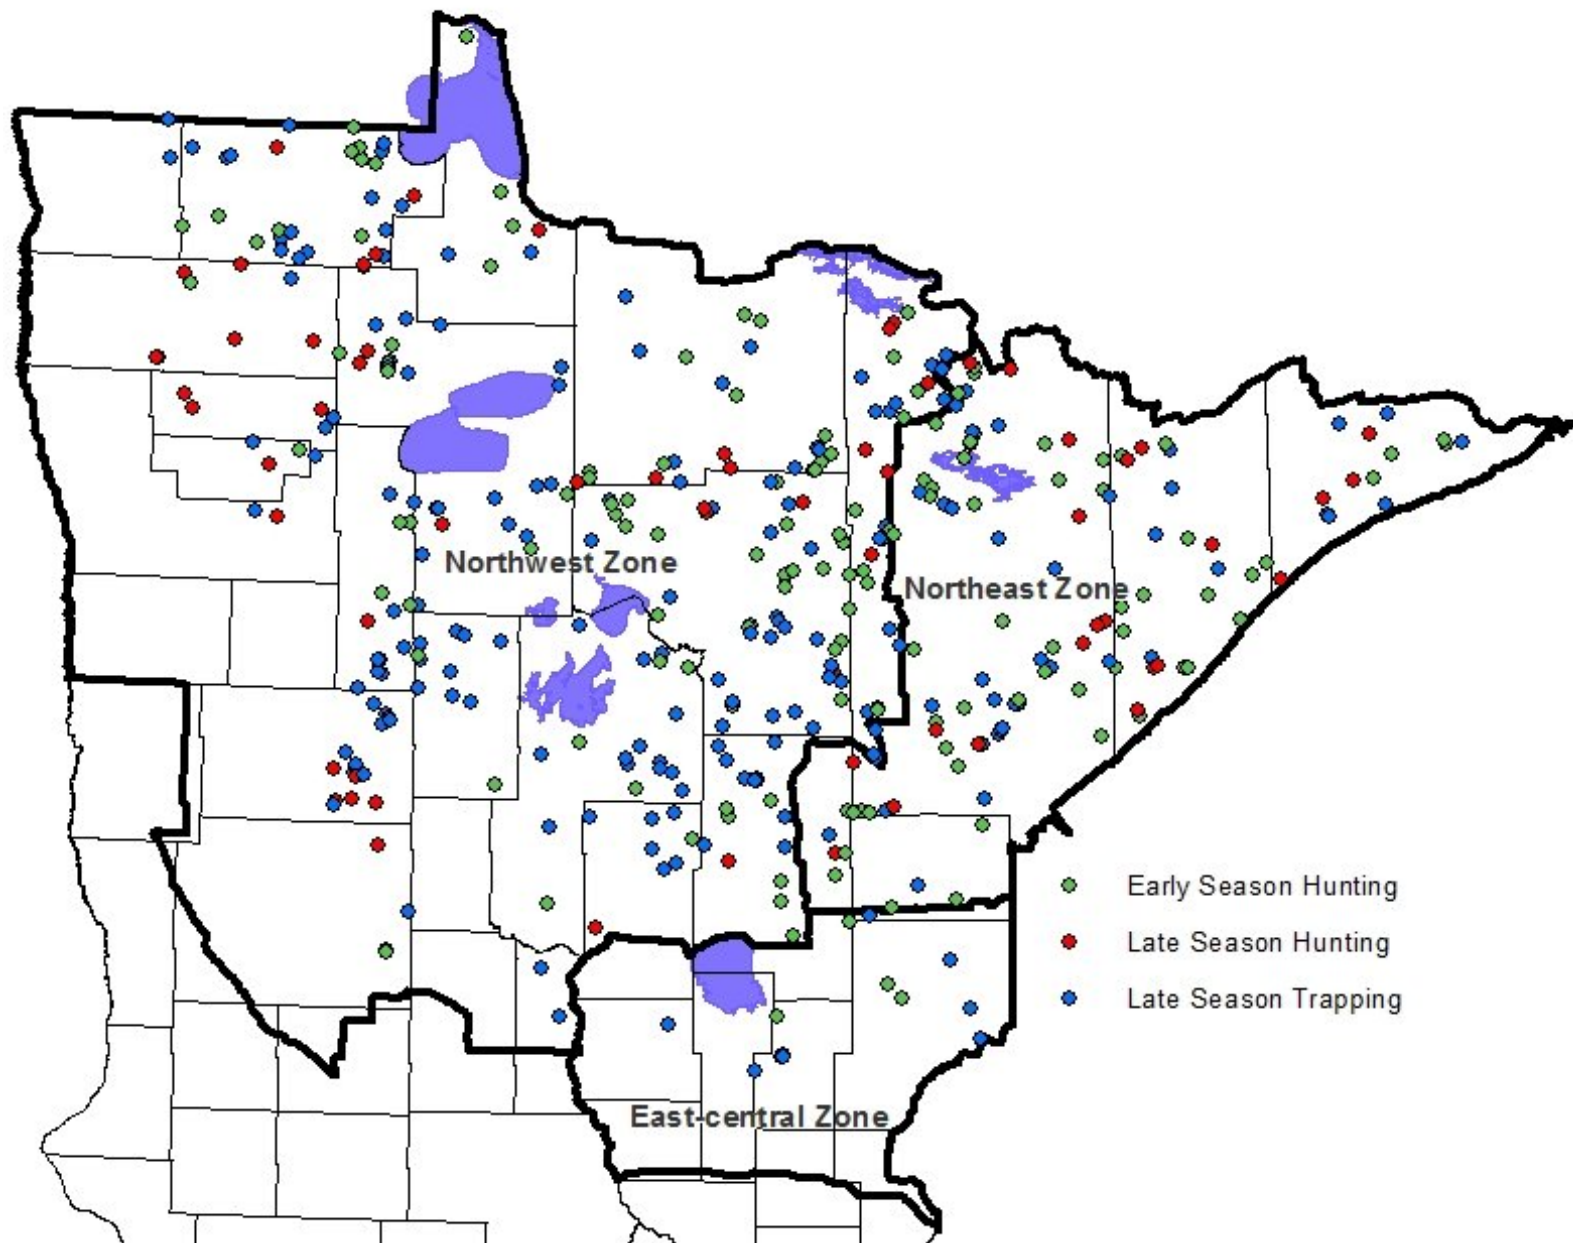 Northwest Zone
Northeast Zone
Early Season Hunting
Late Season Hunting
Late Season Trapping
East-central Zone